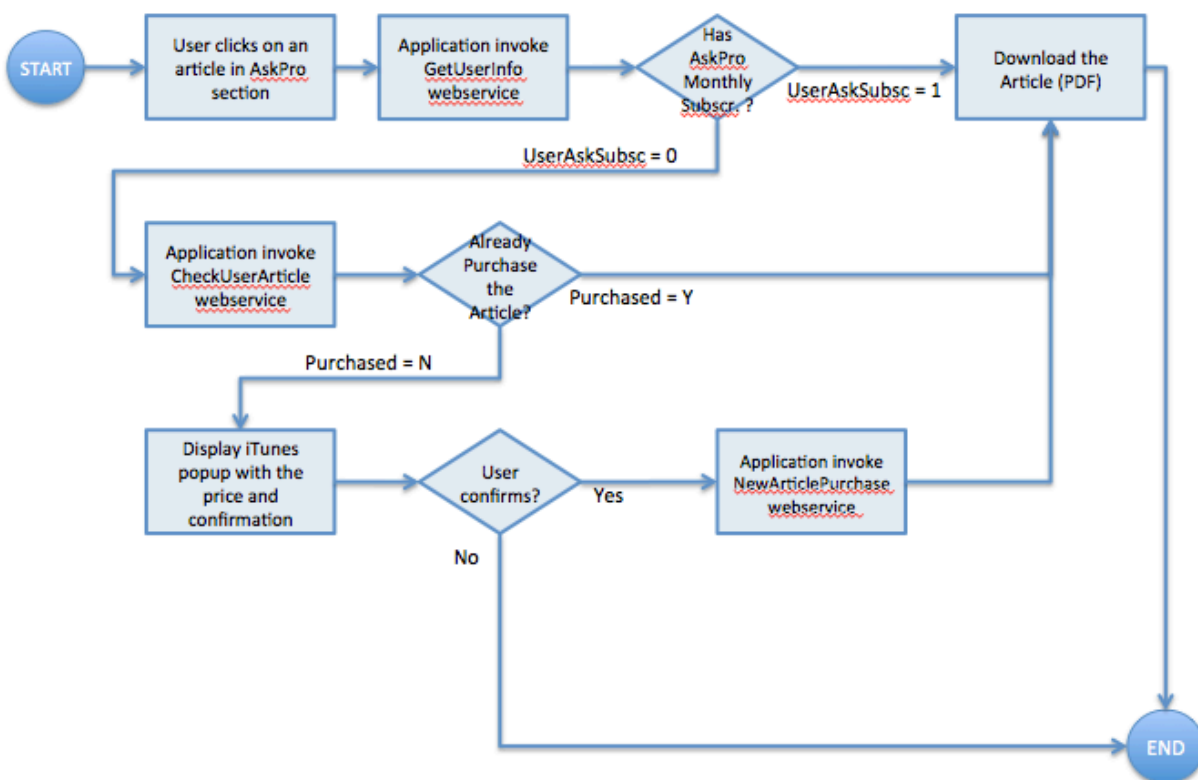 START
User clicks on an
article in AskPro
section
Application invoke
GetUserInfo
webservice
Has
AskPro
Monthly
Subscr. ?
UserAskSubsc = 1
Download the
Article (PDF)
UserAskSubsc = 0
Application invoke
CheckUserArticle
webservice
Already
Purchase
the
Article?
Purchased = Y
Purchased = N
Display iTunes
popup with the
price and
confirmation
User
confirms?
Yes
Application invoke
NewArticlePurchase
webservice
No
END